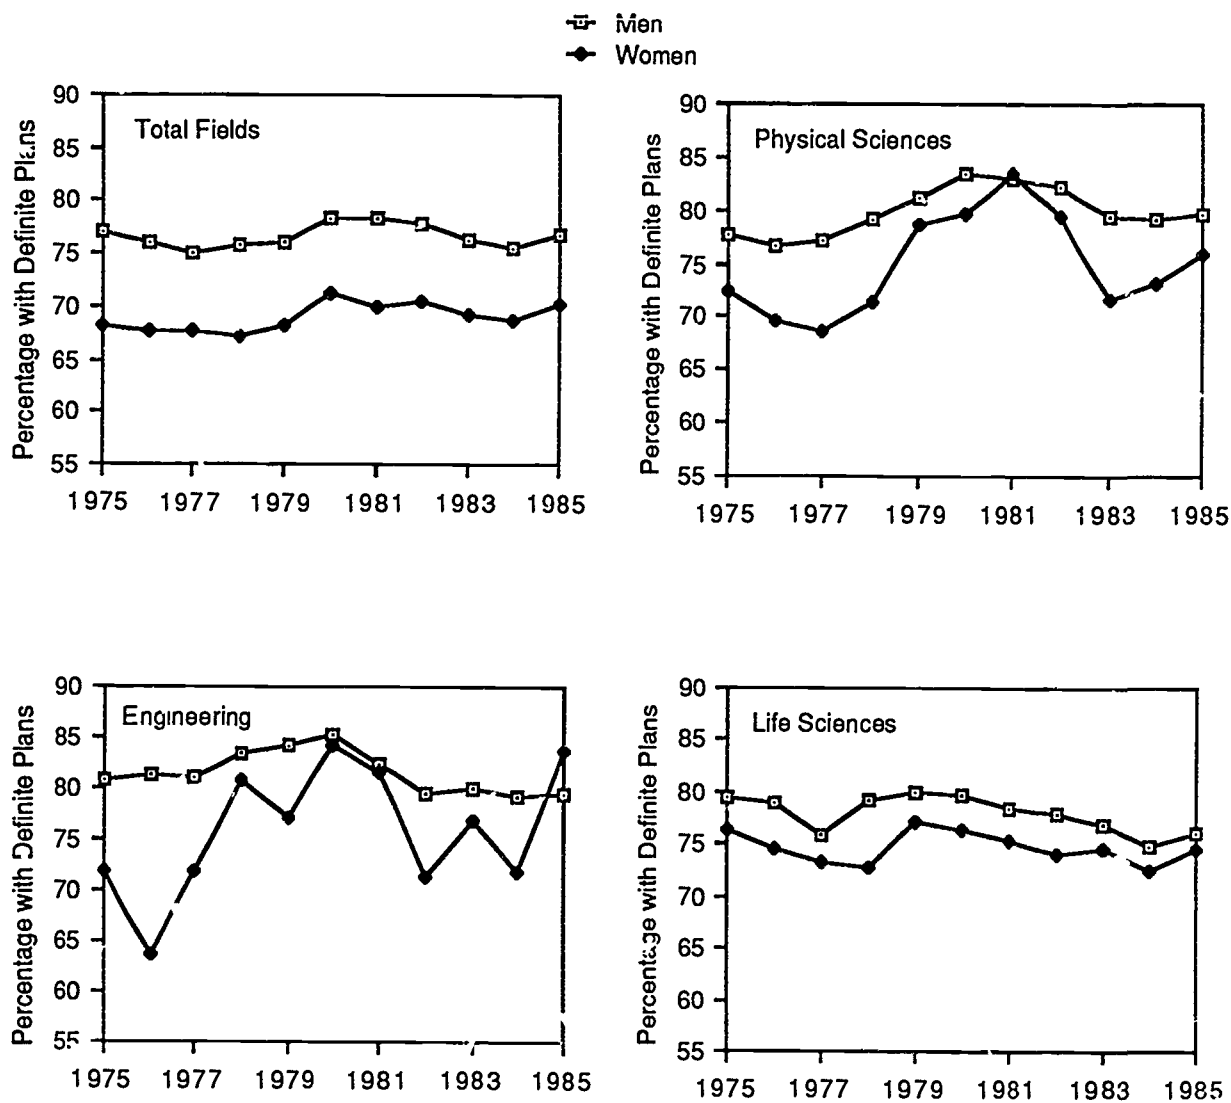 Men
Women
Percentage with Definite Plans
Total Fields
90
85
80
75
70
65
60
55
1975 1977 1979 1981 1983 1985
Percentage with Definite Plans
Physical Sciences
90
85
80
75
70
65
60
55
1975 1977 1979 1981 1983 1985
Percentage with Definite Plans
Engineering
90
85
80
75
70
65
60
55
1975 1977 1979 1981 1983 1985
Percentage with Definite Plans
Life Sciences
90
85
80
75
70
65
60
55
1975 1977 1979 1981 1983 1985